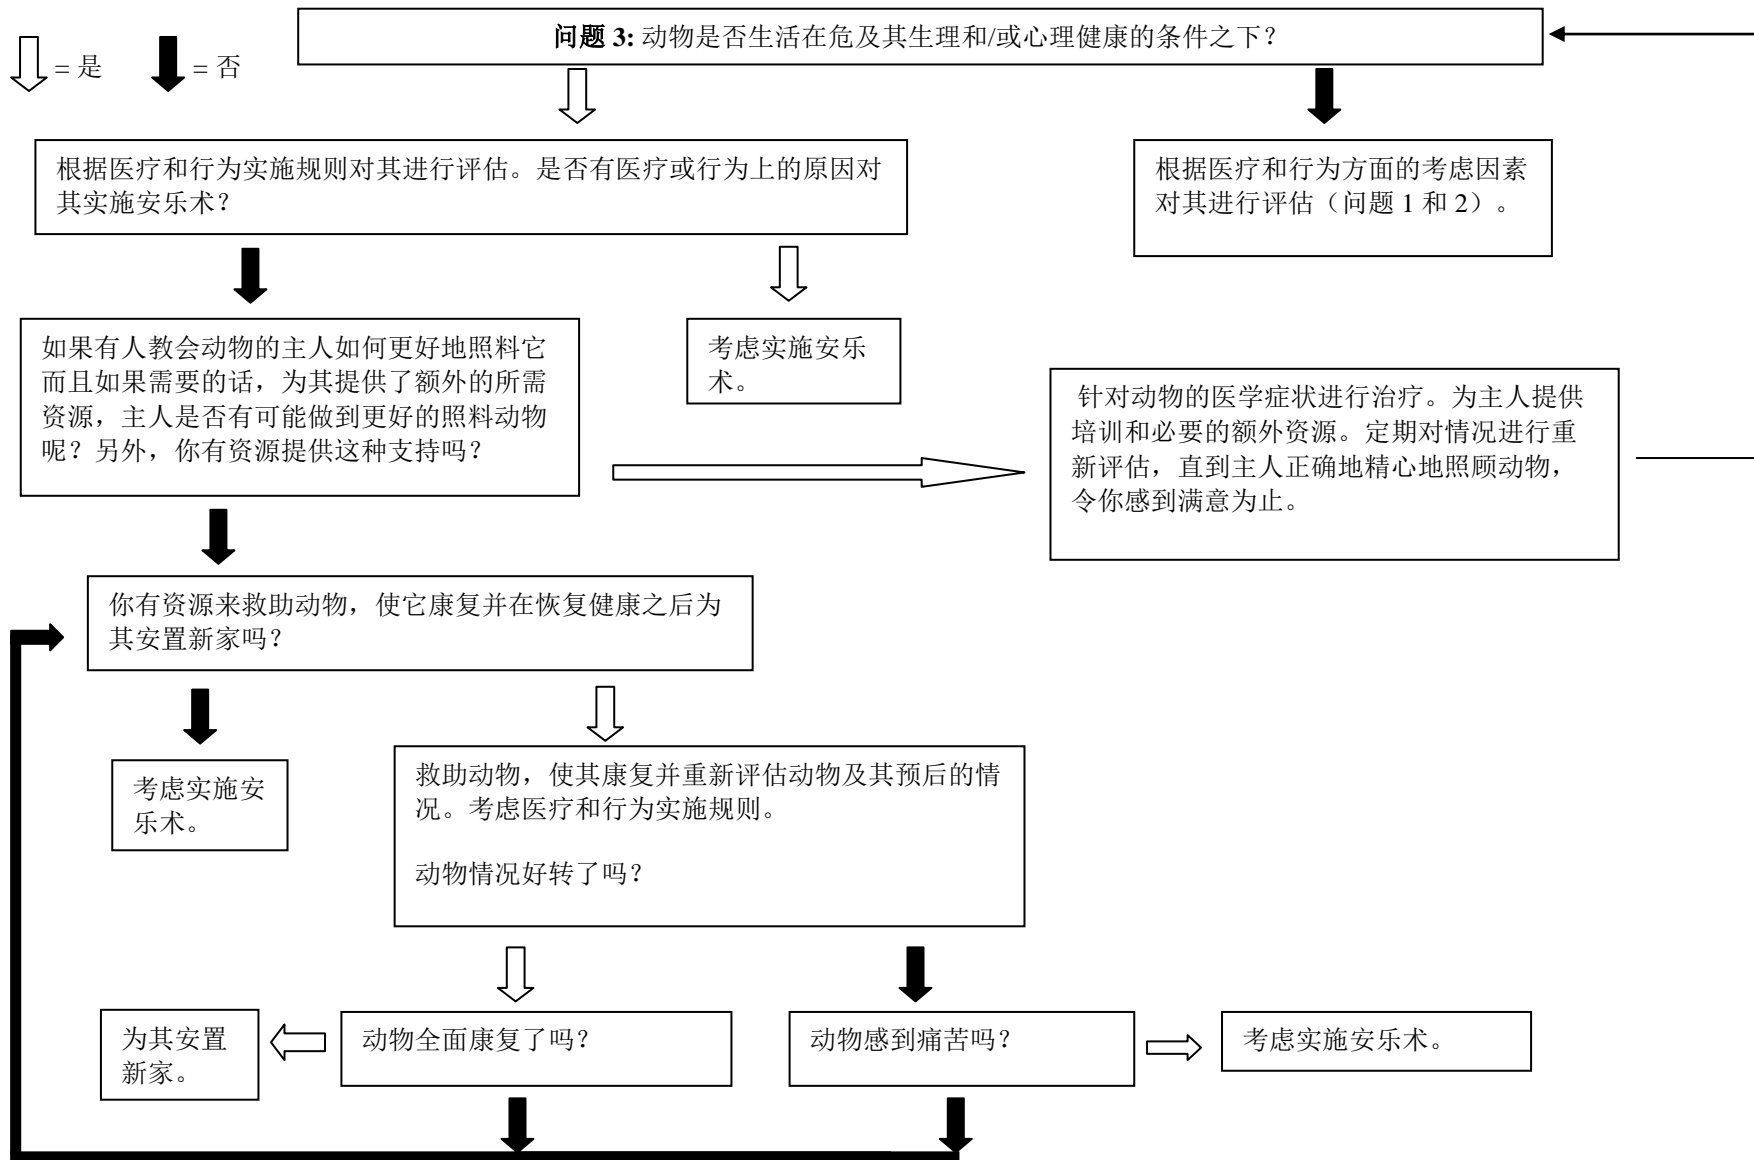 问题 3: 动物是否生活在危及其生理和/或心理健康的条件之下？
= 是
= 否
根据医疗和行为实施规则对其进行评估。是否有医疗或行为上的原因对
其实施安乐术？
根据医疗和行为方面的考虑因素
对其进行评估（问题 1 和 2）。
如果有人教会动物的主人如何更好地照料它
而且如果需要的话，为其提供了额外的所需
资源，主人是否有可能做到更好的照料动物
呢？另外，你有资源提供这种支持吗？
考虑实施安乐
术。
针对动物的医学症状进行治疗。为主人提供
培训和必要的额外资源。定期对情况进行重
新评估，直到主人正确地精心地照顾动物，
令你感到满意为止。
你有资源来救助动物，使它康复并在恢复健康之后为
其安置新家吗？
考虑实施安
乐术。
救助动物，使其康复并重新评估动物及其预后的情
况。考虑医疗和行为实施规则。
动物情况好转了吗？
为其安置
新家。
动物全面康复了吗？
动物感到痛苦吗？
考虑实施安乐术。